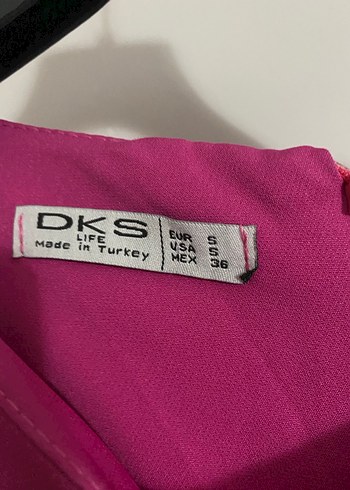 DKS
LIFE
Made in Turkey
EUR S
USA S
MEX 36